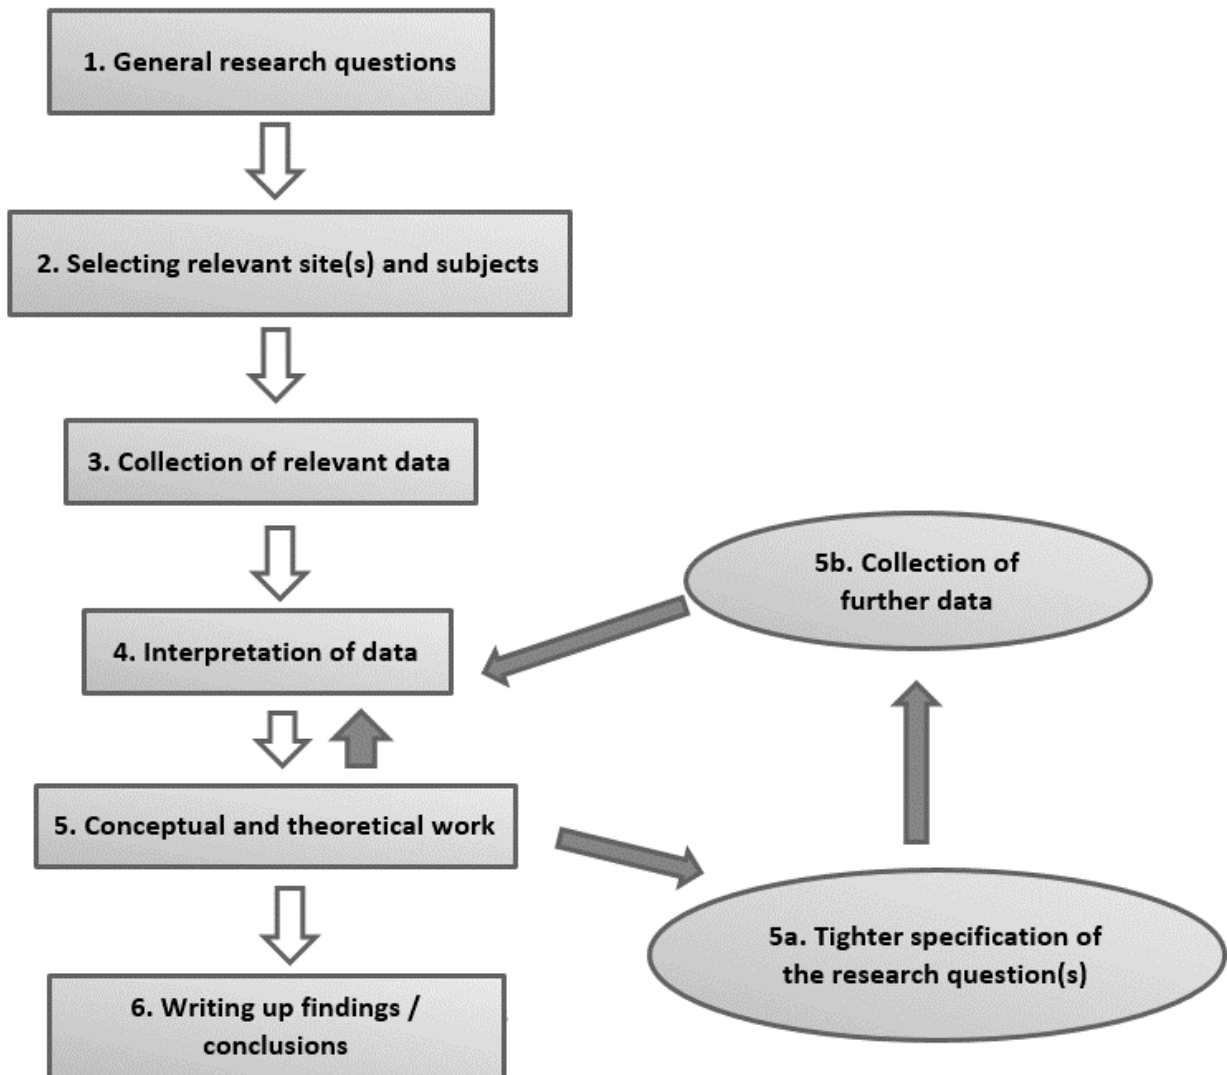 1. General research questions
2. Selecting relevant site(s) and subjects
3. Collection of relevant data
4. Interpretation of data
5. Conceptual and theoretical work
6. Writing up findings /
conclusions
5b. Collection of
further data
5a. Tighter specification of
the research question(s)